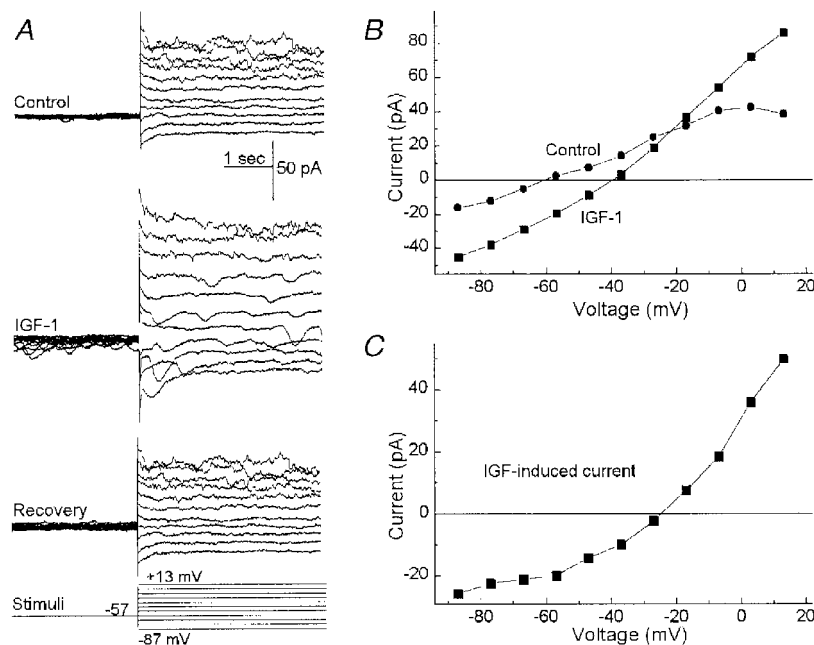 A
Control
1 sec
50 pA
IGF-1
Recovery
+13 mV
Stimuli
-57
-87 mV
B
80
60
40
20
0
-20
-40
Current (pA)
Control
IGF-1
-80 -60 -40 -20 0 20
Voltage (mV)
C
40
20
0
-20
Current (pA)
IGF-induced current
-80 -60 -40 -20 0 20
Voltage (mV)